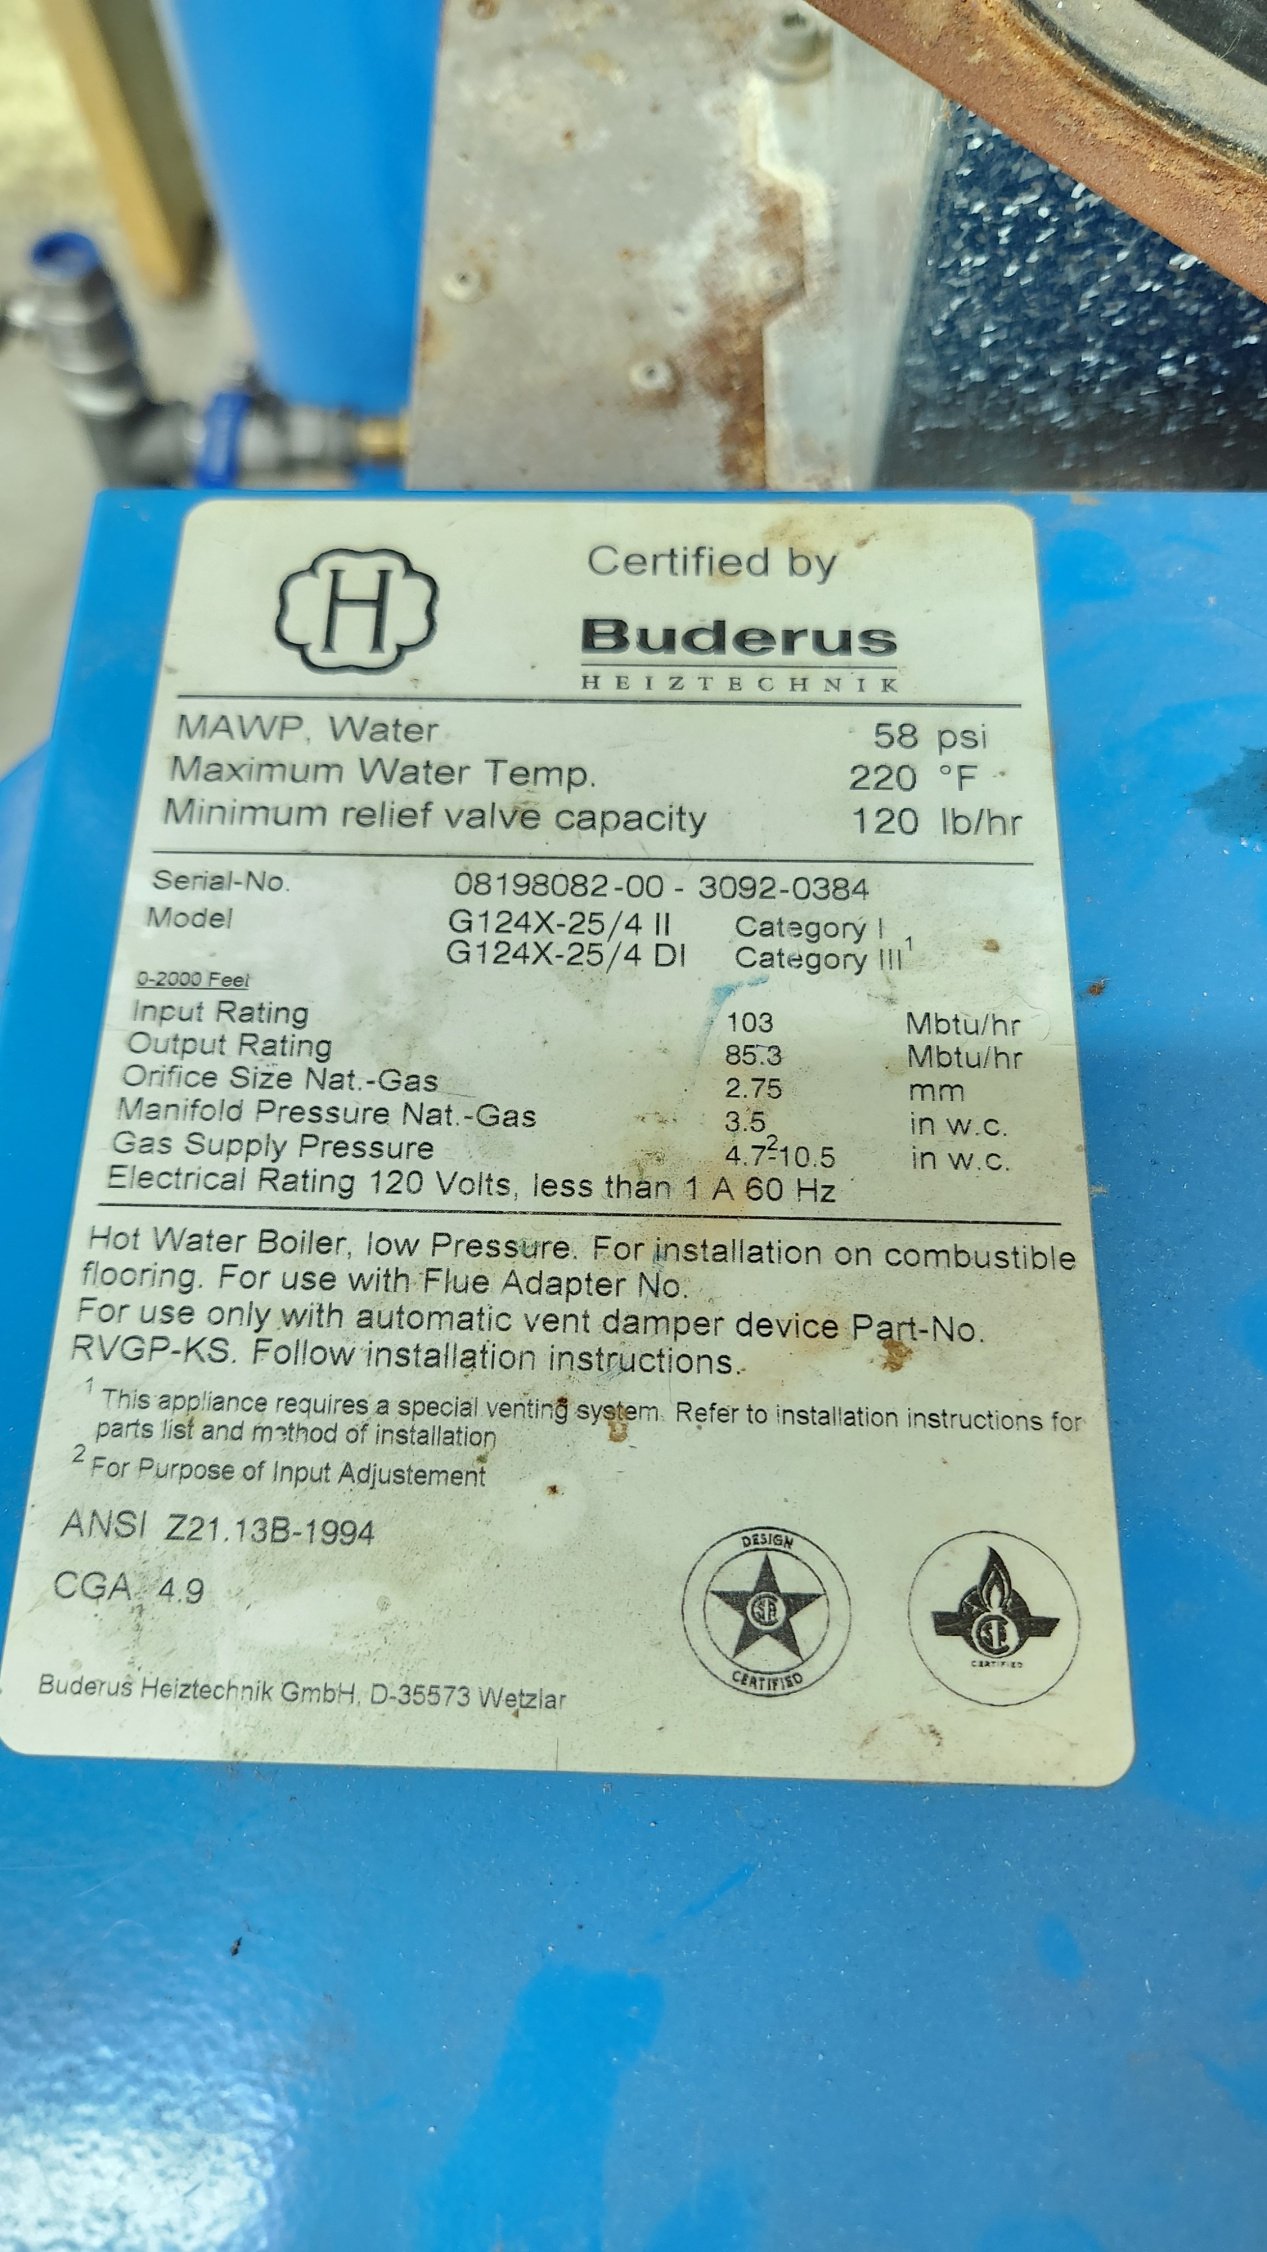 H
Certified by
Buderus
HEIZTECHNIK
MAWP, Water 58 psi
Maximum Water Temp. 220 °F
Minimum relief valve capacity 120 lb/hr
Serial-No. 08198082-00 - 3092-0384
Model G124X-25/4 II Category I
G124X-25/4 DI Category III¹
0-2000 Feet
Input Rating 103 Mbtu/hr
Output Rating 85.3 Mbtu/hr
Orifice Size Nat.-Gas 2.75 mm
Manifold Pressure Nat.-Gas 3.5 in w.c.
Gas Supply Pressure 4.7²-10.5 in w.c.
Electrical Rating 120 Volts, less than 1 A 60 Hz
Hot Water Boiler, low Pressure. For installation on combustible
flooring. For use with Flue Adapter No.
For use only with automatic vent damper device Part-No.
RVGP-KS. Follow installation instructions.
¹ This appliance requires a special venting system. Refer to installation instructions for
parts list and method of installation
² For Purpose of Input Adjustement
ANSI Z21.13B-1994
CGA 4.9
DESIGN
CERTIFIED
CERTIFIED
Buderus Heiztechnik GmbH, D-35573 Wetzlar